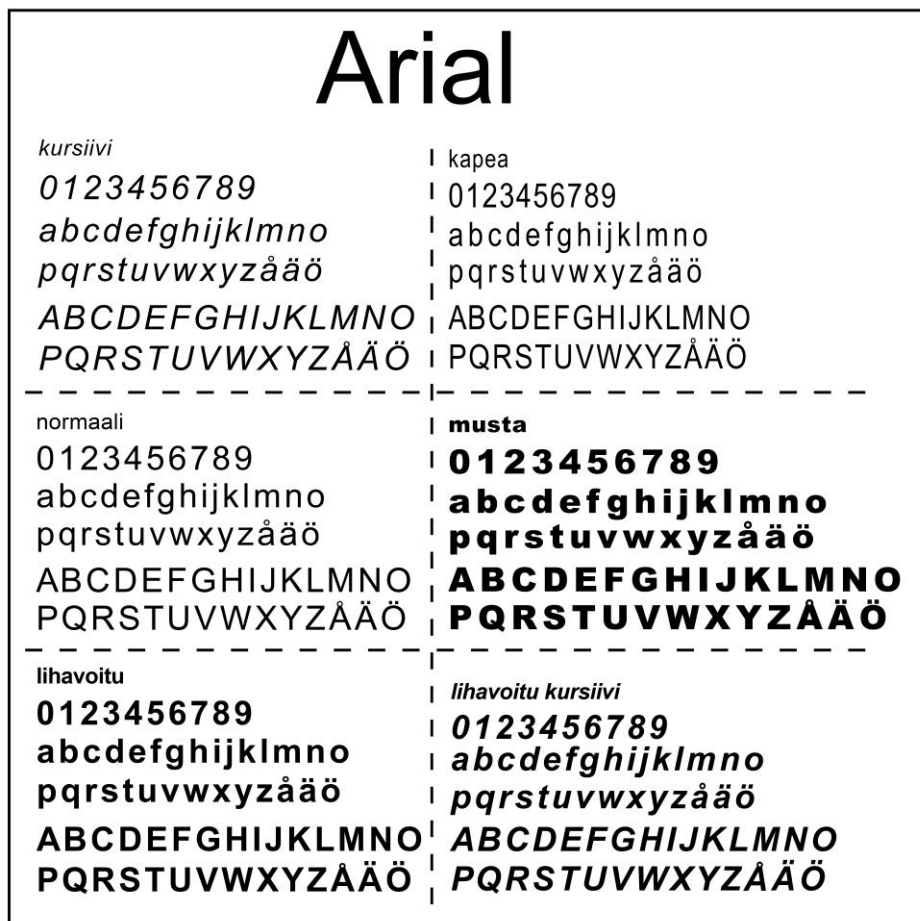 Arial
kursiivi
0123456789
abcdefghijklmno
pqrstuvwxyzåäö
ABCDEFGHIJKLMNO
PQRSTUVWXYZÅÄÖ
kapea
0123456789
abcdefghijklmno
pqrstuvwxyzåäö
ABCDEFGHIJKLMNO
PQRSTUVWXYZÅÄÖ
normaali
0123456789
abcdefghijklmno
pqrstuvwxyzåäö
ABCDEFGHIJKLMNO
PQRSTUVWXYZÅÄÖ
musta
0123456789
abcdefghijklmno
pqrstuvwxyzåäö
ABCDEFGHIJKLMNO
PQRSTUVWXYZÅÄÖ
lihavoitu
0123456789
abcdefghijklmno
pqrstuvwxyzåäö
ABCDEFGHIJKLMNO
PQRSTUVWXYZÅÄÖ
lihavoitu kursiivi
0123456789
abcdefghijklmno
pqrstuvwxyzåäö
ABCDEFGHIJKLMNO
PQRSTUVWXYZÅÄÖ